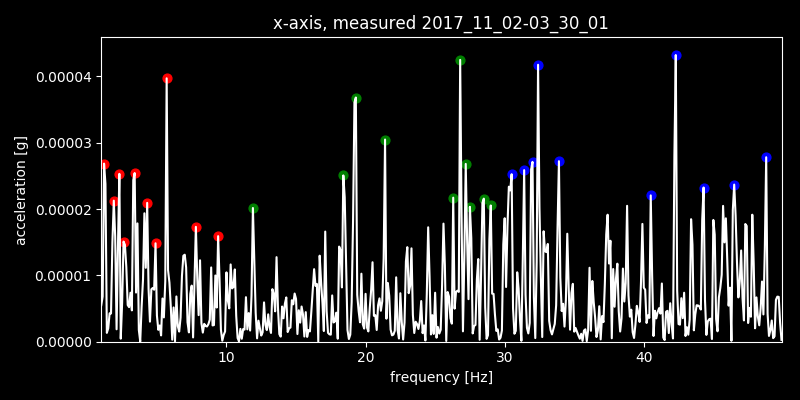 x-axis, measured 2017_11_02-03_30_01
0.00004
0.00003
0.00002
0.00001
0.00000
acceleration [g]
10 20 30 40
frequency [Hz]